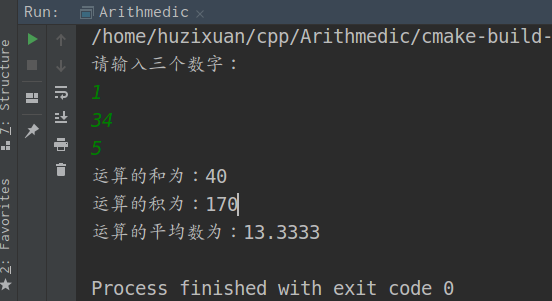 Run: Arithmedic
/home/huzixuan/cpp/Arithmedic/cmake-build-
请输入三个数字：
1
34
5
运算的和为：40
运算的积为：170
运算的平均数为：13.3333
Process finished with exit code 0
7: Structure
2: Favorites